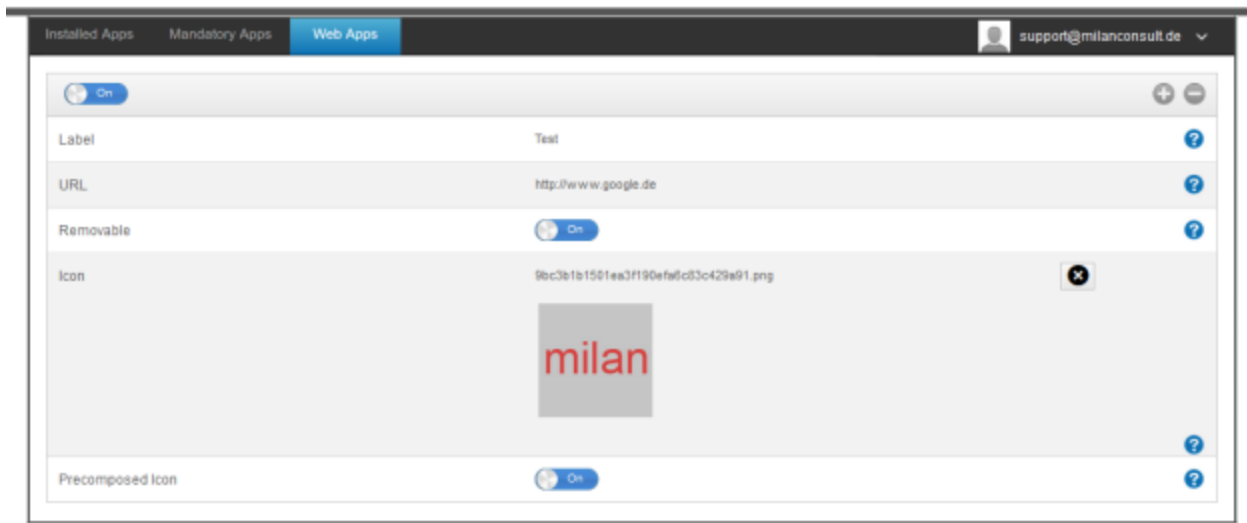 Installed Apps Mandatory Apps Web Apps support@milanconsult.de
On
Label Test
URL http://www.google.de
Removable On
Icon 9bc3b1b1501ea3f190efa6c83c429a91.png
milan
Precomposed Icon On